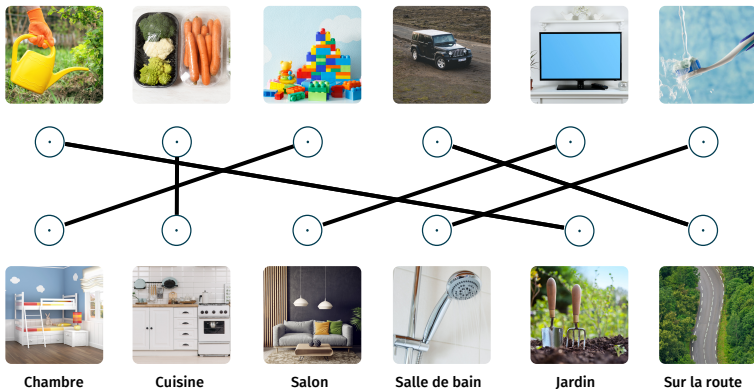 Chambre
Cuisine
Salon
Salle de bain
Jardin
Sur la route